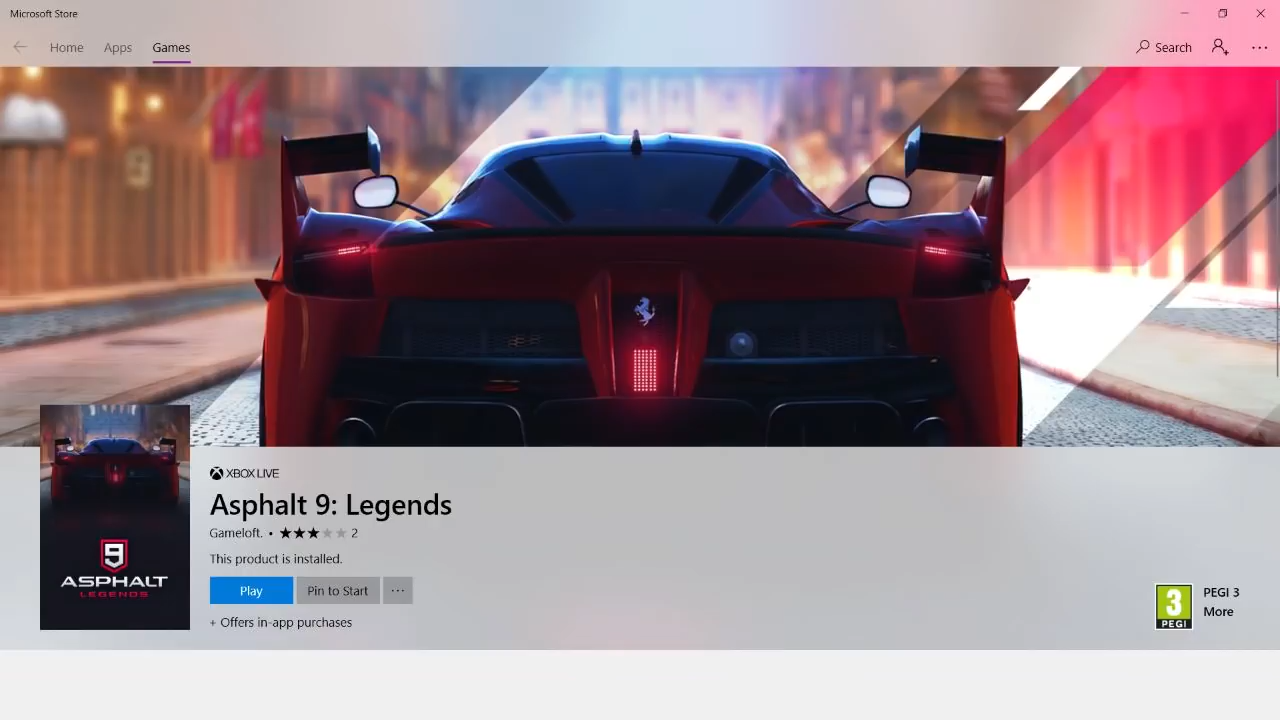 Microsoft Store
Home Apps Games
Search
XBOX LIVE
Asphalt 9: Legends
Gameloft. • ★★★★★ 2
This product is installed.
Play Pin to Start ...
+ Offers in-app purchases
9
ASPHALT
LEGENDS
3
PEGI
PEGI 3
More